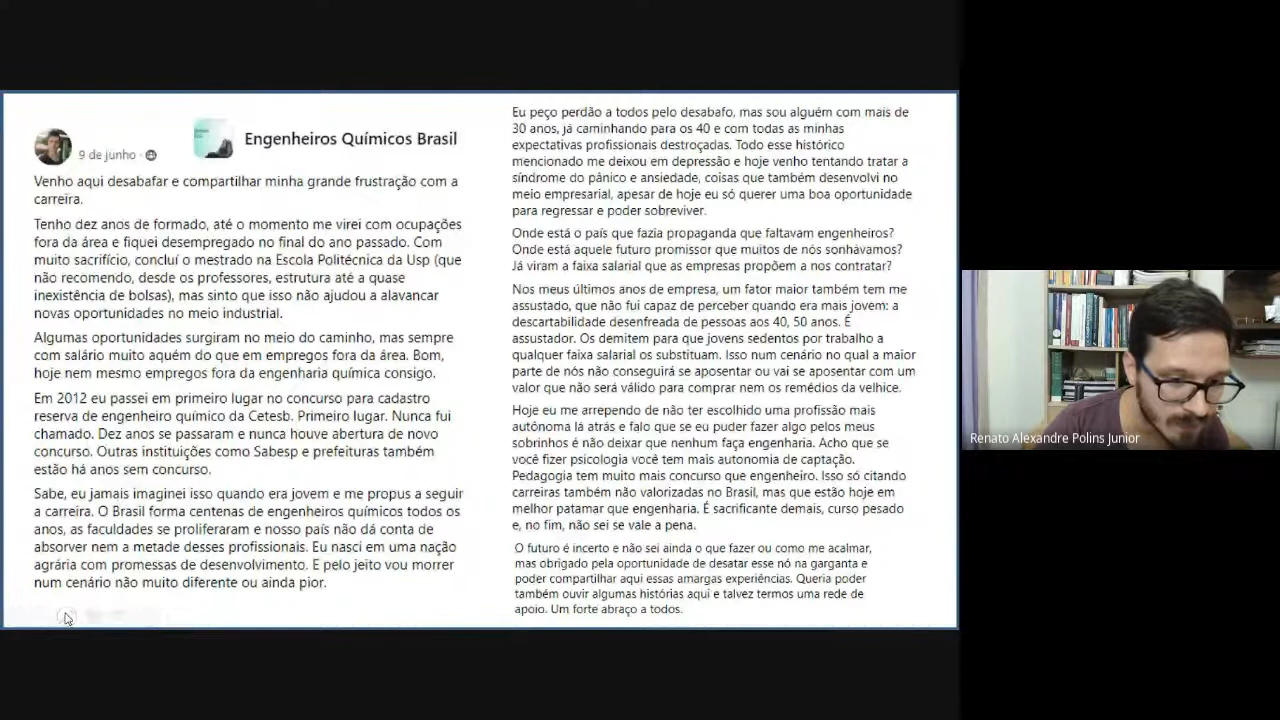 Engenheiros Químicos Brasil
9 de junho ·
Venho aqui desabafar e compartilhar minha grande frustração com a
carreira.
Tenho dez anos de formado, até o momento me virei com ocupações
fora da área e fiquei desempregado no final do ano passado. Com
muito sacrifício, concluí o mestrado na Escola Politécnica da Usp (que
não recomendo, desde os professores, estrutura até a quase
inexistência de bolsas), mas sinto que isso não ajudou a alavancar
novas oportunidades no meio industrial.
Algumas oportunidades surgiram no meio do caminho, mas sempre
com salário muito aquém do que em empregos fora da área. Bom,
hoje nem mesmo empregos fora da engenharia química consigo.
Em 2012 eu passei em primeiro lugar no concurso para cadastro
reserva de engenheiro químico da Cetesb. Primeiro lugar. Nunca fui
chamado. Dez anos se passaram e nunca houve abertura de novo
concurso. Outras instituições como Sabesp e prefeituras também
estão há anos sem concurso.
Sabe, eu jamais imaginei isso quando era jovem e me propus a seguir
a carreira. O Brasil forma centenas de engenheiros químicos todos os
anos, as faculdades se proliferaram e nosso país não dá conta de
absorver nem a metade desses profissionais. Eu nasci em uma nação
agrária com promessas de desenvolvimento. E pelo jeito vou morrer
num cenário não muito diferente ou ainda pior.
Eu peço perdão a todos pelo desabafo, mas sou alguém com mais de
30 anos, já caminhando para os 40 e com todas as minhas
expectativas profissionais destroçadas. Todo esse histórico
mencionado me deixou em depressão e hoje venho tentando tratar a
síndrome do pânico e ansiedade, coisas que também desenvolvi no
meio empresarial, apesar de hoje eu só querer uma boa oportunidade
para regressar e poder sobreviver.
Onde está o país que fazia propaganda que faltavam engenheiros?
Onde está aquele futuro promissor que muitos de nós sonhávamos?
Já viram a faixa salarial que as empresas propõem a nos contratar?
Nos meus últimos anos de empresa, um fator maior também tem me
assustado, que não fui capaz de perceber quando era mais jovem: a
descartabilidade desenfreada de pessoas aos 40, 50 anos. É
assustador. Os demitem para que jovens sedentos por trabalho a
qualquer faixa salarial os substituam. Isso num cenário no qual a maior
parte de nós não conseguirá se aposentar ou vai se aposentar com um
valor que não será válido para comprar nem os remédios da velhice.
Hoje eu me arrependo de não ter escolhido uma profissão mais
autônoma lá atrás e falo que se eu puder fazer algo pelos meus
sobrinhos é não deixar que nenhum faça engenharia. Acho que se
você fizer psicologia você tem mais autonomia de captação.
Pedagogia tem muito mais concurso que engenheiro. Isso só citando
carreiras também não valorizadas no Brasil, mas que estão hoje em
melhor patamar que engenharia. É sacrificante demais, curso pesado
e, no fim, não sei se vale a pena.
O futuro é incerto e não sei ainda o que fazer ou como me acalmar,
mas obrigado pela oportunidade de desatar esse nó na garganta e
poder compartilhar aqui essas amargas experiências. Queria poder
também ouvir algumas histórias aqui e talvez termos uma rede de
apoio. Um forte abraço a todos.
Renato Alexandre Polins Junior